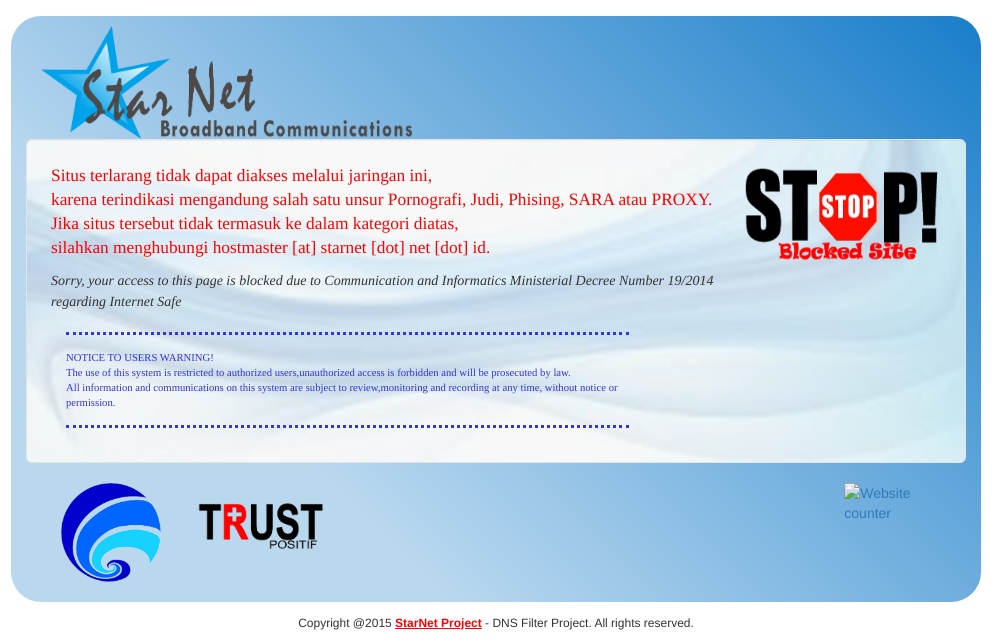 Star Net
Broadband Communications
Situs terlarang tidak dapat diakses melalui jaringan ini,
karena terindikasi mengandung salah satu unsur Pornografi, Judi, Phising, SARA atau PROXY.
Jika situs tersebut tidak termasuk ke dalam kategori diatas,
silahkan menghubungi hostmaster [at] starnet [dot] net [dot] id.
STOP!
STOP
Blocked Site
Sorry, your access to this page is blocked due to Communication and Informatics Ministerial Decree Number 19/2014
regarding Internet Safe
NOTICE TO USERS WARNING!
The use of this system is restricted to authorized users,unauthorized access is forbidden and will be prosecuted by law.
All information and communications on this system are subject to review,monitoring and recording at any time, without notice or
permission.
TRUST
POSITIF
Website
counter
Copyright @2015 StarNet Project - DNS Filter Project. All rights reserved.